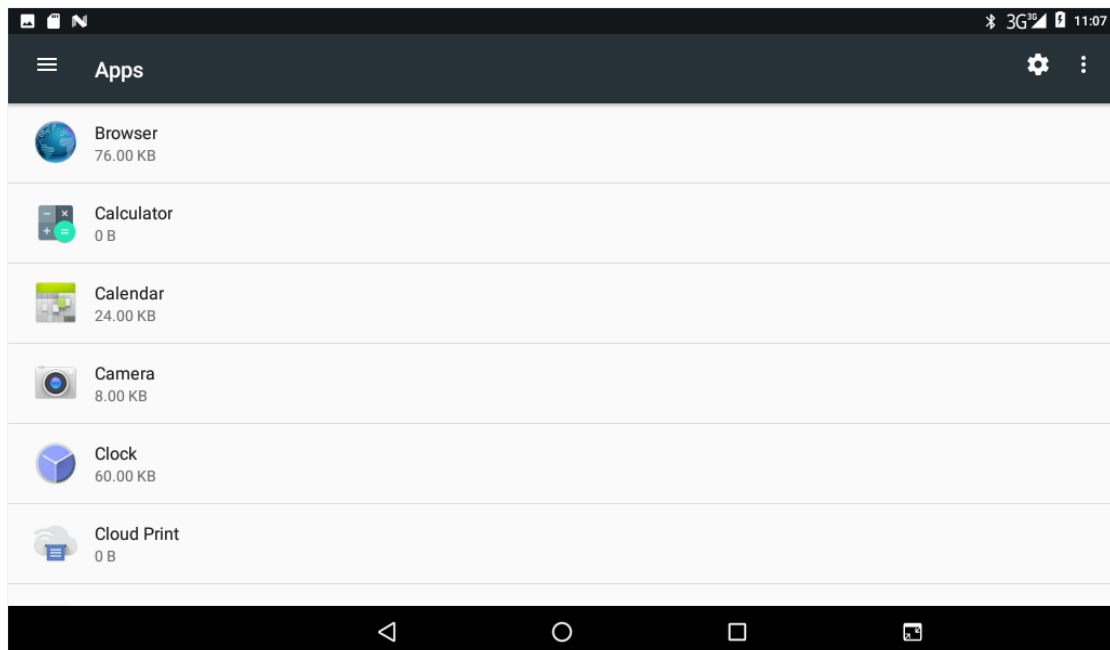 3G 3G 11:07
Apps
Browser
76.00 KB
Calculator
0 B
Calendar
24.00 KB
Camera
8.00 KB
Clock
60.00 KB
Cloud Print
0 B